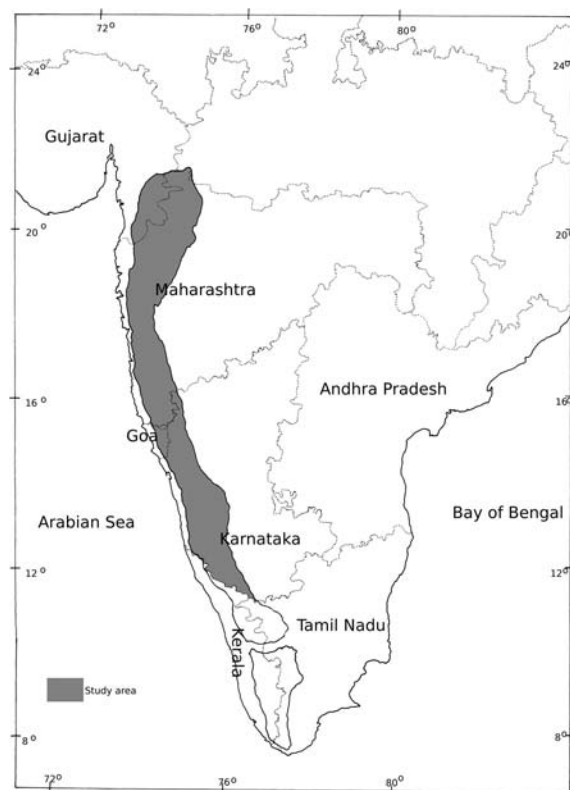 72° 76° 80°
24° 24°
Gujarat
20° 20°
Maharashtra
Andhra Pradesh
16° 16°
Goa
Arabian Sea
Bay of Bengal
Karnataka
12° 12°
Tamil Nadu
Kerala
Study area
8° 8°
72° 76° 80°